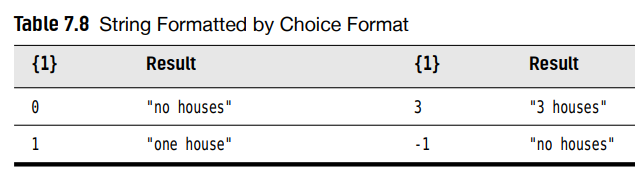 Table 7.8 String Formatted by Choice Format
{1} Result {1} Result
0 "no houses" 3 "3 houses"
1 "one house" -1 "no houses"